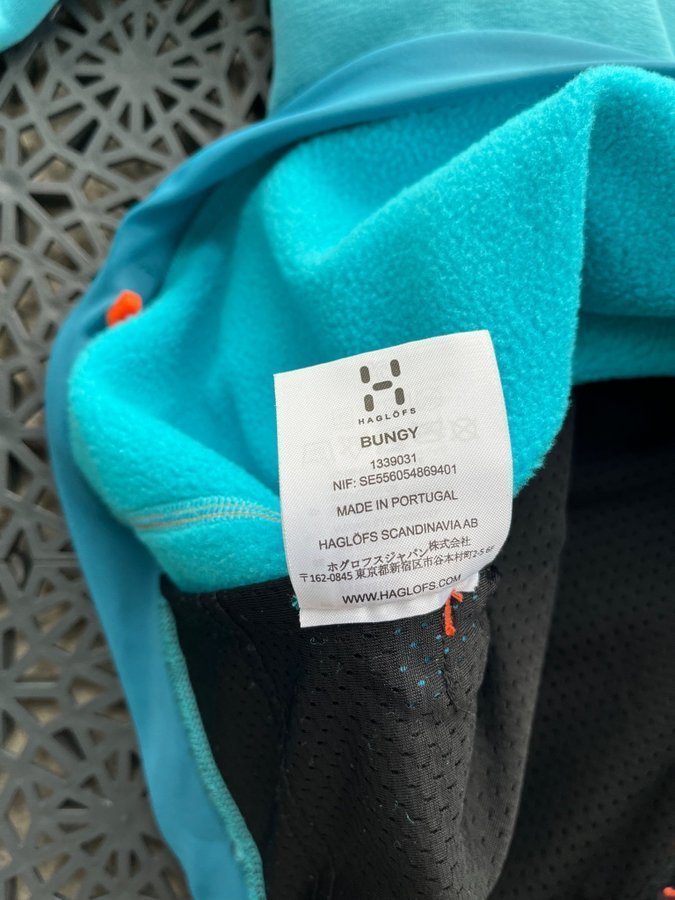 HAGLÖFS
BUNGY
1339031
NIF: SE556054869401
MADE IN PORTUGAL
HAGLÖFS SCANDINAVIA AB
ホグロフスジャパン株式会社
〒162-0845 東京都新宿区市谷本村町2-5 6F
WWW.HAGLOFS.COM